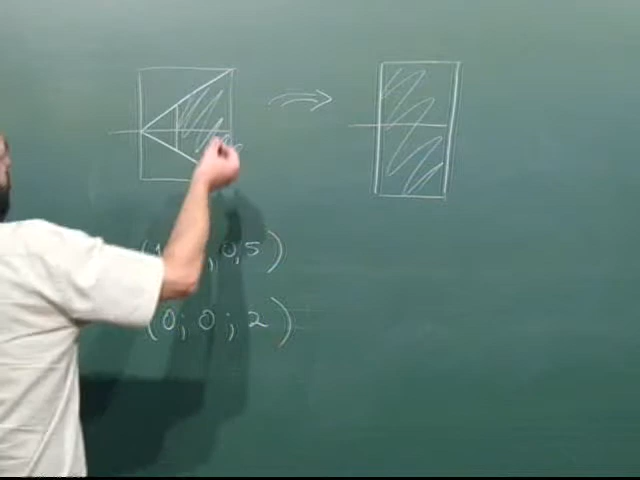 (1 ; 0,5)
(0; 0; 2)